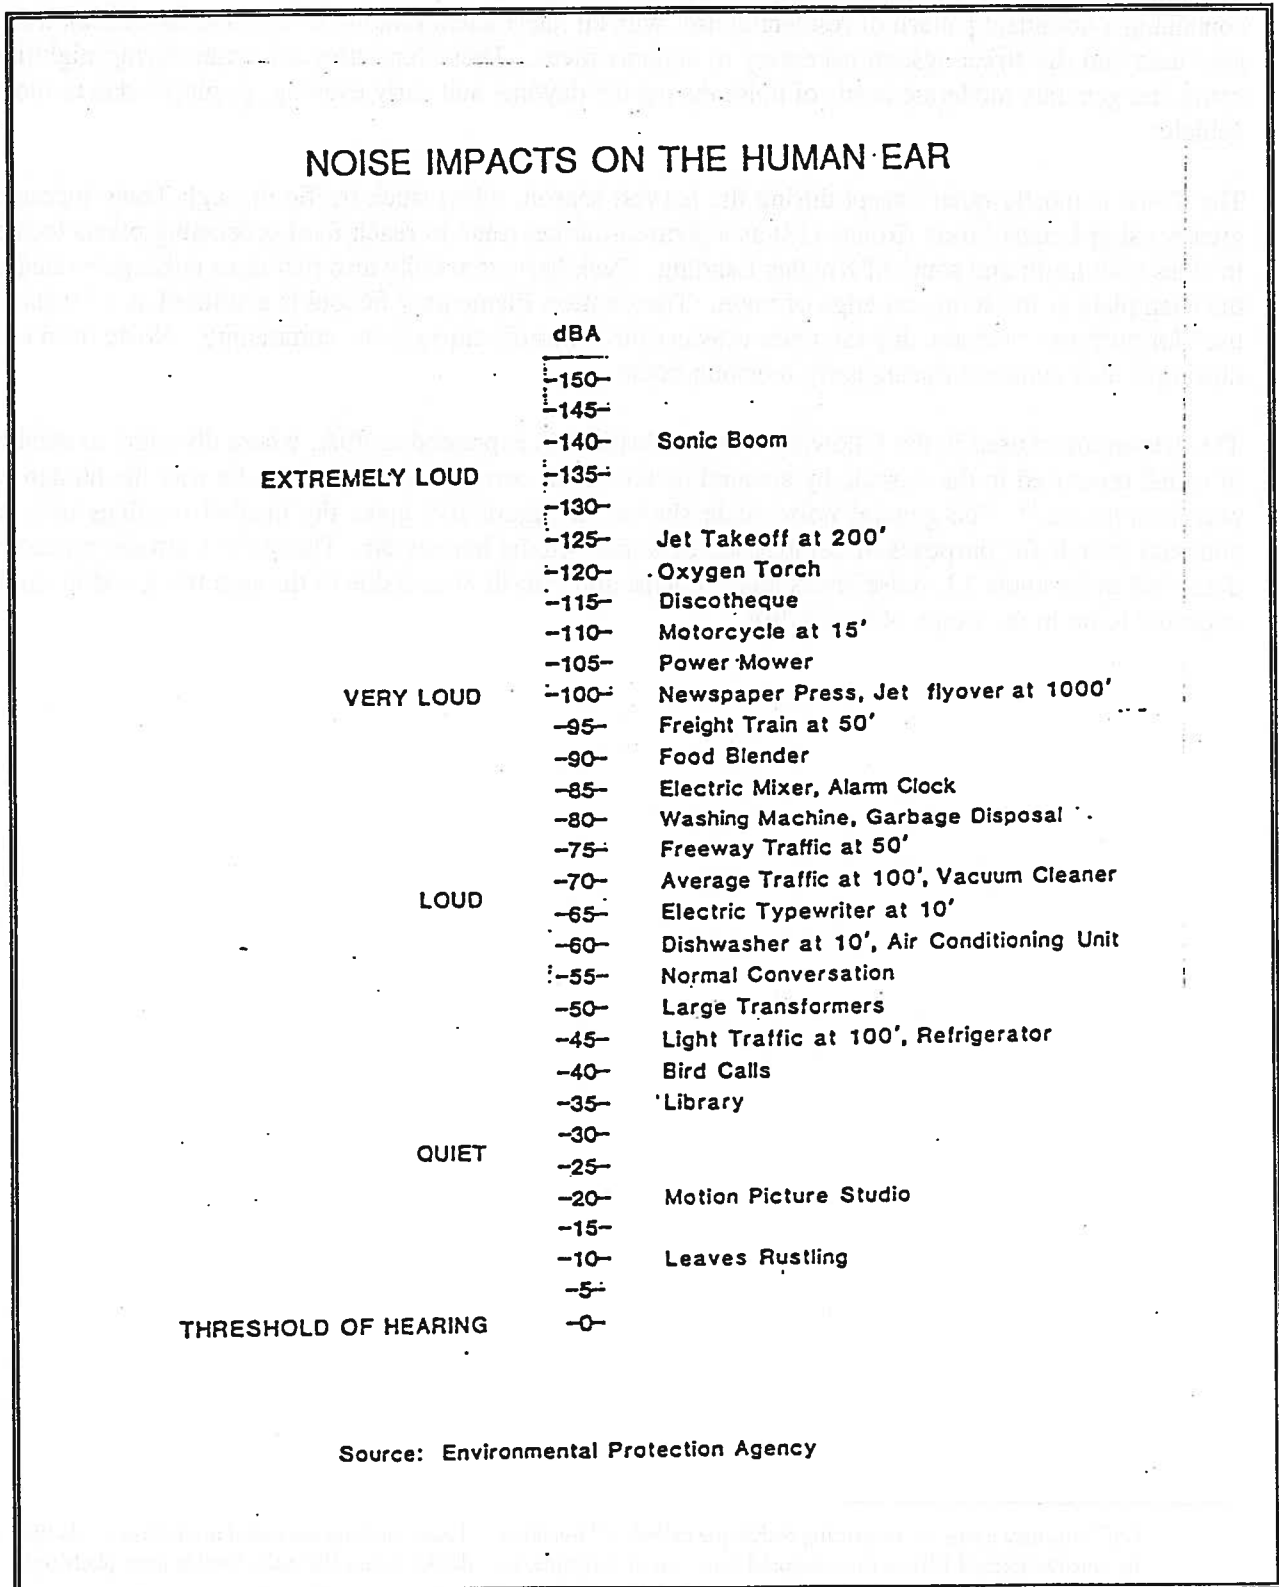 NOISE IMPACTS ON THE HUMAN EAR
dBA
-150-
-145-
-140- Sonic Boom
EXTREMELY LOUD -135-
-130-
-125- Jet Takeoff at 200'
-120- Oxygen Torch
-115- Discotheque
-110- Motorcycle at 15'
-105- Power Mower
VERY LOUD -100- Newspaper Press, Jet flyover at 1000'
-95- Freight Train at 50'
-90- Food Blender
-85- Electric Mixer, Alarm Clock
-80- Washing Machine, Garbage Disposal
-75- Freeway Traffic at 50'
-70- Average Traffic at 100', Vacuum Cleaner
LOUD
-65- Electric Typewriter at 10'
-60- Dishwasher at 10', Air Conditioning Unit
-55- Normal Conversation
-50- Large Transformers
-45- Light Traffic at 100', Refrigerator
-40- Bird Calls
-35- Library
-30-
QUIET
-25-
-20- Motion Picture Studio
-15-
-10- Leaves Rustling
-5-
THRESHOLD OF HEARING -0-
Source: Environmental Protection Agency